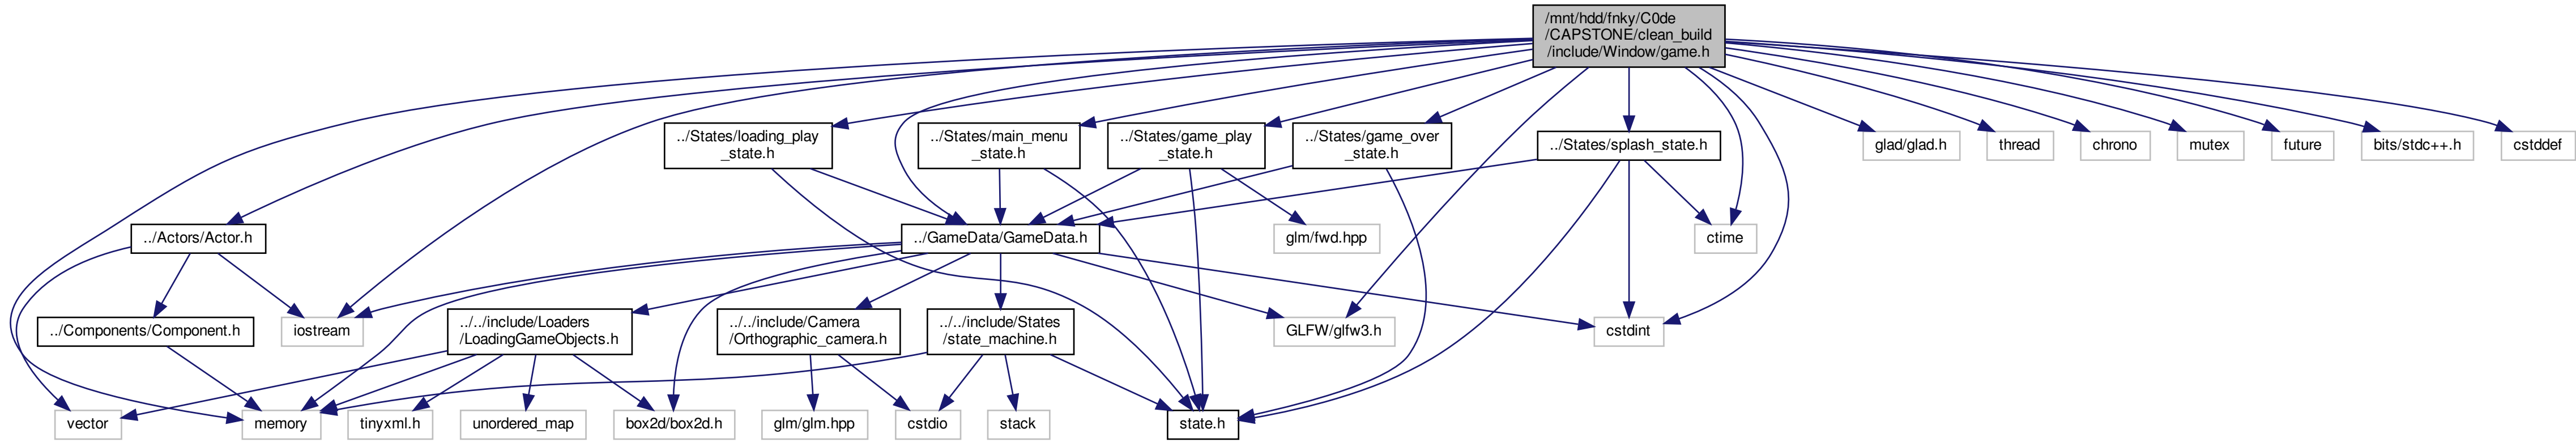 /mnt/hdd/fnky/C0de
/CAPSTONE/clean_build
/include/Window/game.h
../States/loading_play
_state.h
../States/main_menu
_state.h
../States/game_play
_state.h
../States/game_over
_state.h
../States/splash_state.h
glad/glad.h
thread
chrono
mutex
future
bits/stdc++.h
cstddef
../Actors/Actor.h
../GameData/GameData.h
glm/fwd.hpp
ctime
../Components/Component.h
iostream
../../include/Loaders
/LoadingGameObjects.h
../../include/Camera
/Orthographic_camera.h
../../include/States
/state_machine.h
GLFW/glfw3.h
cstdint
vector
memory
tinyxml.h
unordered_map
box2d/box2d.h
glm/glm.hpp
cstdio
stack
state.h